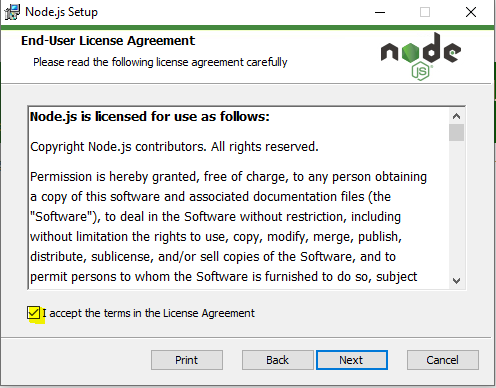 Node.js Setup
End-User License Agreement
Please read the following license agreement carefully
node
JS
Node.js is licensed for use as follows:
Copyright Node.js contributors. All rights reserved.
Permission is hereby granted, free of charge, to any person obtaining
a copy of this software and associated documentation files (the
"Software"), to deal in the Software without restriction, including
without limitation the rights to use, copy, modify, merge, publish,
distribute, sublicense, and/or sell copies of the Software, and to
permit persons to whom the Software is furnished to do so, subject
I accept the terms in the License Agreement
Print
Back
Next
Cancel